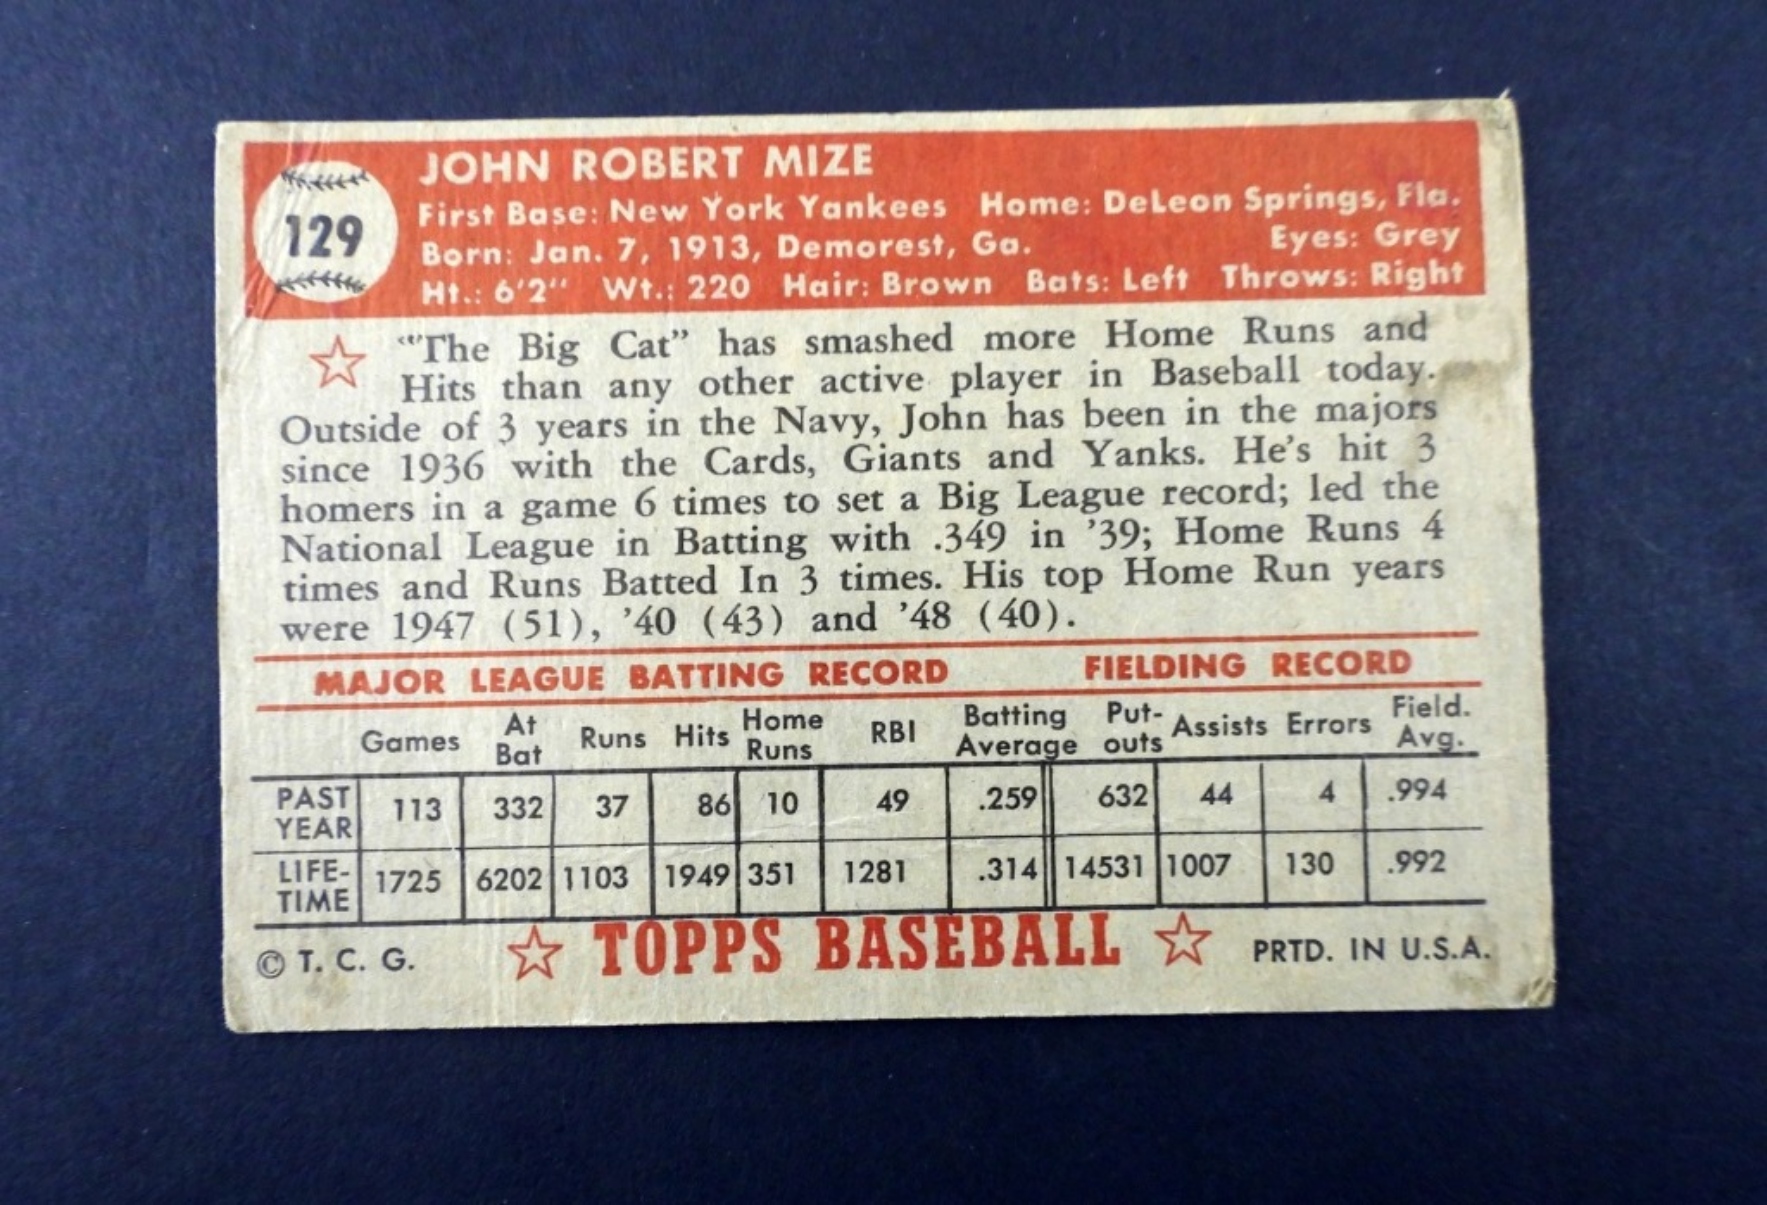 129
JOHN ROBERT MIZE
First Base: New York Yankees Home: DeLeon Springs, Fla.
Born: Jan. 7, 1913, Demorest, Ga. Eyes: Grey
Ht.: 6'2" Wt.: 220 Hair: Brown Bats: Left Throws: Right
"The Big Cat" has smashed more Home Runs and
Hits than any other active player in Baseball today.
Outside of 3 years in the Navy, John has been in the majors
since 1936 with the Cards, Giants and Yanks. He's hit 3
homers in a game 6 times to set a Big League record; led the
National League in Batting with .349 in '39; Home Runs 4
times and Runs Batted In 3 times. His top Home Run years
were 1947 (51), '40 (43) and '48 (40).
MAJOR LEAGUE BATTING RECORD FIELDING RECORD
Games At Bat Runs Hits Home Runs RBI Batting Average Put-outs Assists Errors Field. Avg.
PAST YEAR 113 332 37 86 10 49 .259 632 44 4 .994
LIFE-TIME 1725 6202 1103 1949 351 1281 .314 14531 1007 130 .992
© T. C. G. TOPPS BASEBALL PRTD. IN U.S.A.